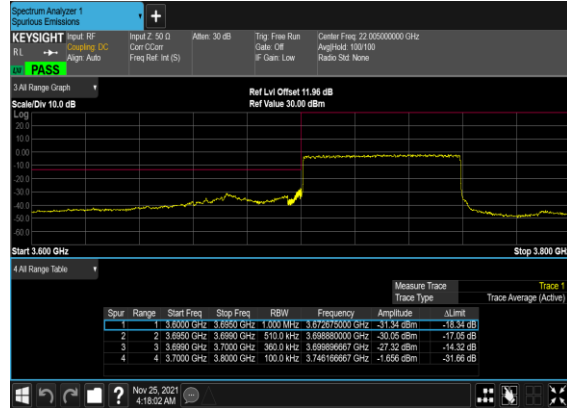 Spectrum Analyzer 1
Spurious Emissions
+
KEYSIGHT Input: RF Input Z: 50 Ω Atten: 30 dB Trig: Free Run Center Freq: 22.005000000 GHz
RL Coupling: DC Corr CCorr Gate: Off Avg|Hold: 100/100
Align: Auto Freq Ref: Int (S) IF Gain: Low Radio Std: None
PASS
3 All Range Graph
Ref Lvl Offset 11.96 dB
Scale/Div 10.0 dB Ref Value 30.00 dBm
Log
20.0
10.0
0.00
-10.0
-20.0
-30.0
-40.0
-50.0
-60.0
Start 3.600 GHz Stop 3.800 GH
4 All Range Table
Measure Trace Trace 1
Trace Type Trace Average (Active)
Spur Range Start Freq Stop Freq RBW Frequency Amplitude ΔLimit
1 1 3.6000 GHz 3.6950 GHz 1.000 MHz 3.672675000 GHz -31.34 dBm -18.34 dB
2 2 3.6950 GHz 3.6990 GHz 510.0 kHz 3.698880000 GHz -30.05 dBm -17.05 dB
3 3 3.6990 GHz 3.7000 GHz 360.0 kHz 3.699896667 GHz -27.32 dBm -14.32 dB
4 4 3.7000 GHz 3.8000 GHz 100.0 kHz 3.746166667 GHz -1.656 dBm -31.66 dB
? Nov 25, 2021
4:18:02 AM